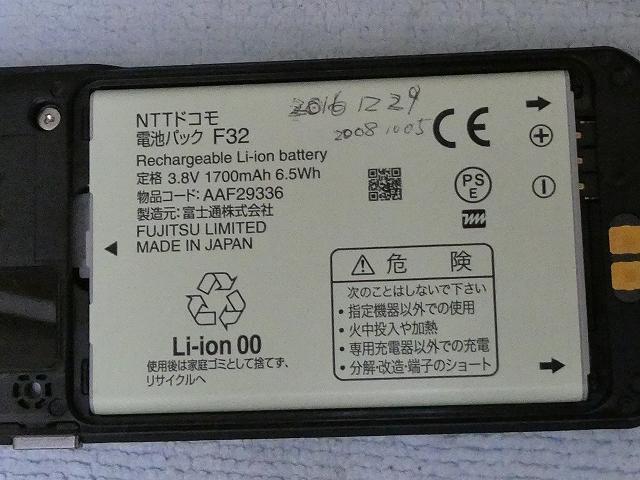 NTTドコモ
電池パック F32
Rechargeable Li-ion battery
定格 3.8V 1700mAh 6.5Wh
物品コード: AAF29336
製造元: 富士通株式会社
FUJITSU LIMITED
MADE IN JAPAN
20161229
20081005
CE
PS
E
Li-ion 00
使用後は家庭ゴミとして捨てず、
リサイクルへ
危険
次のことはしないで下さい
•指定機器以外での使用
•火中投入や加熱
•専用充電器以外での充電
•分解・改造・端子のショート